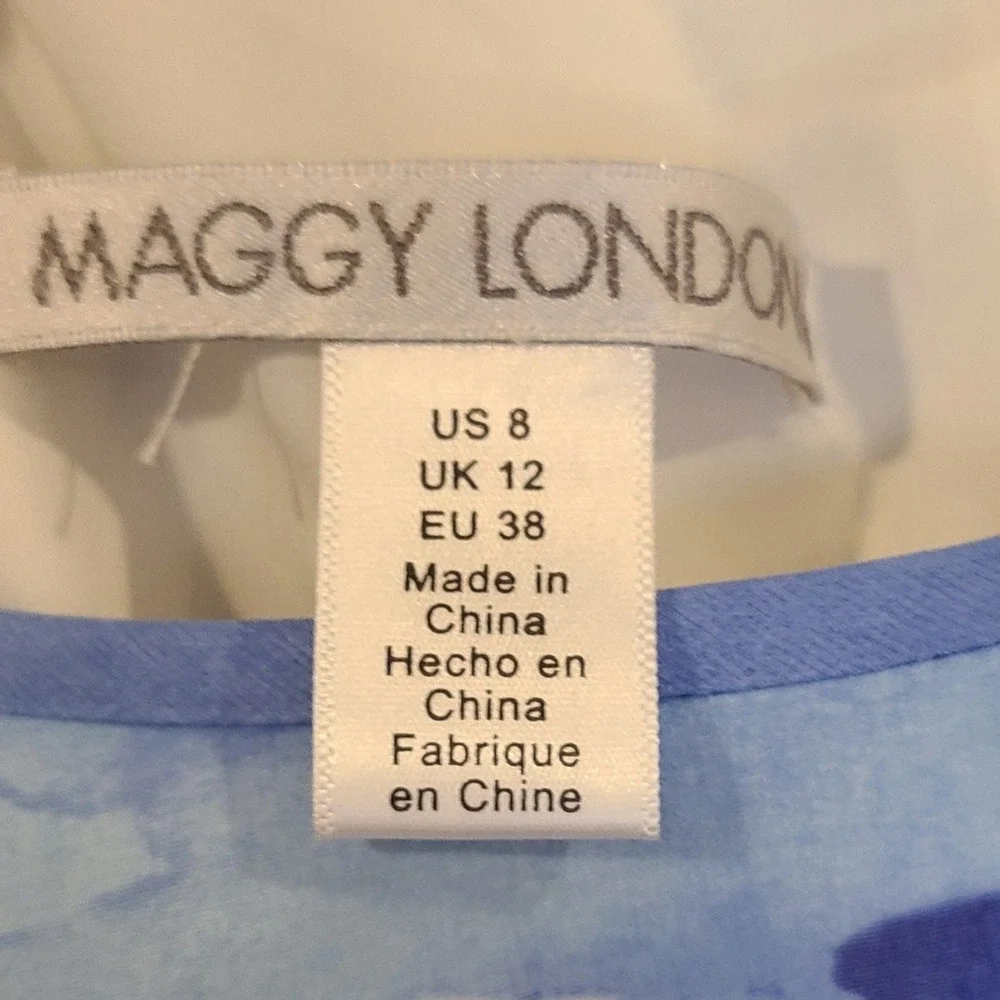 MAGGY LONDON
US 8
UK 12
EU 38
Made in
China
Hecho en
China
Fabrique
en Chine